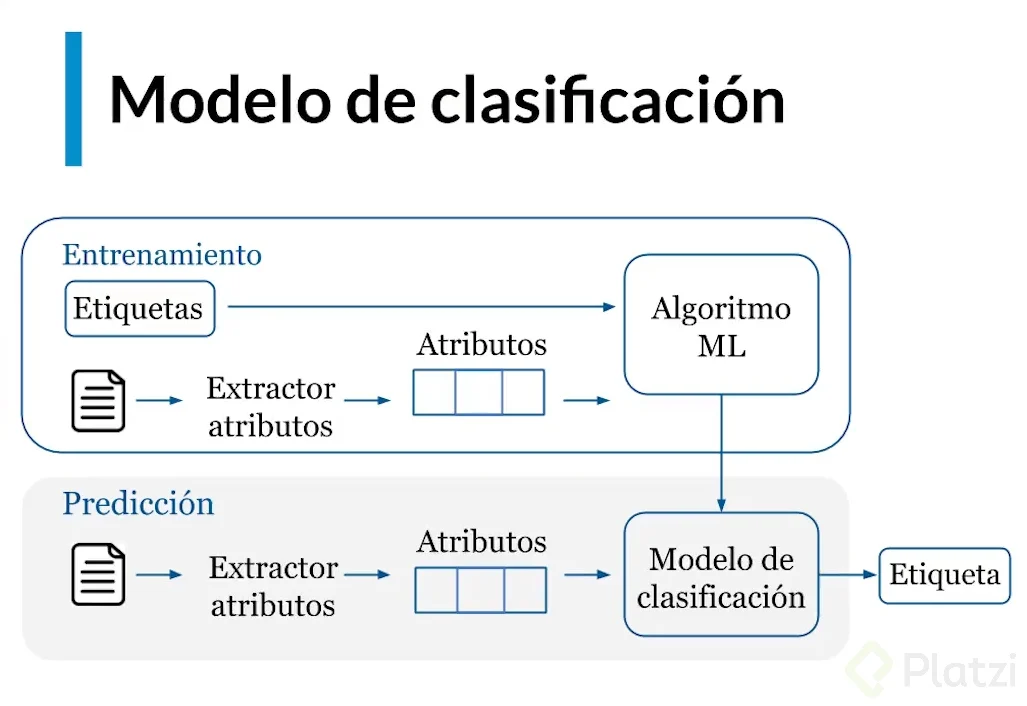 Modelo de clasificación
Entrenamiento
Etiquetas
Algoritmo
ML
Atributos
Extractor
atributos
Predicción
Atributos
Extractor
atributos
Modelo de
clasificación
Etiqueta
Platzi